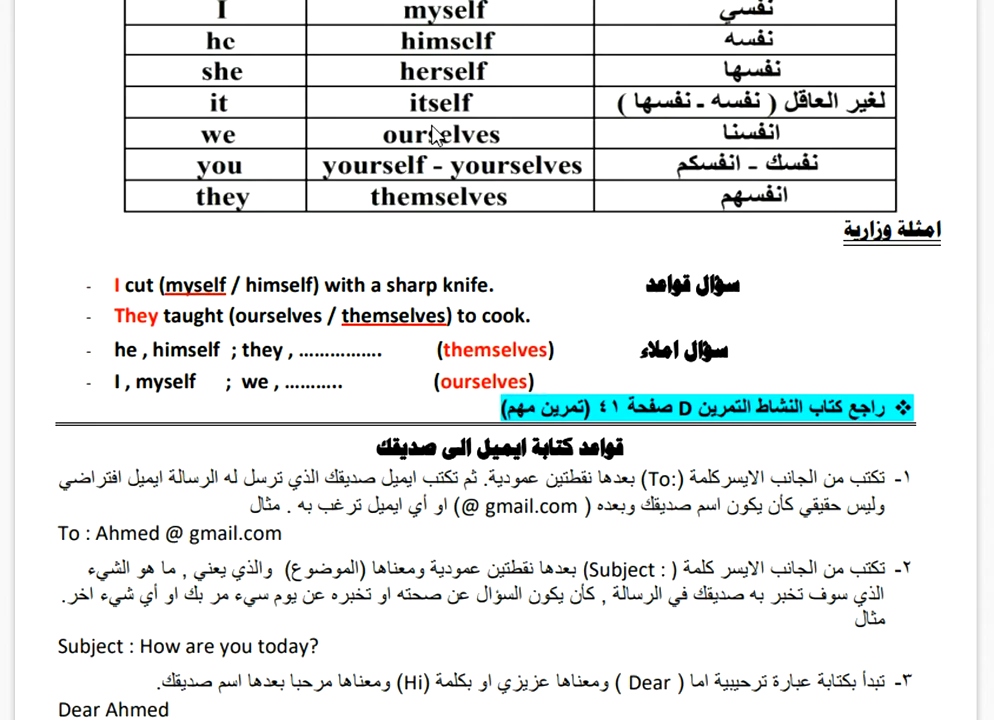 I myself نفسي
he himself نفسه
she herself نفسها
it itself لغير العاقل ( نفسه ـ نفسها )
we ourselves انفسنا
you yourself - yourselves نفسك - انفسكم
they themselves انفسهم
امثلة وزارية
- I cut (myself / himself) with a sharp knife. سؤال قواعد
- They taught (ourselves / themselves) to cook.
- he , himself ; they , ................ (themselves) سؤال املاء
- I , myself ; we , ........... (ourselves)
❖ راجع كتاب النشاط التمرين D صفحة ٤١ (تمرين مهم)
قواعد كتابة ايميل الى صديقك
١- تكتب من الجانب الايسركلمة (To:) بعدها نقطتين عمودية. ثم تكتب ايميل صديقك الذي ترسل له الرسالة ايميل افتراضي
وليس حقيقي كأن يكون اسم صديقك وبعده ( @ gmail.com) او أي ايميل ترغب به . مثال
To : Ahmed @ gmail.com
٢- تكتب من الجانب الايسر كلمة ( : Subject) بعدها نقطتين عمودية ومعناها (الموضوع) والذي يعني , ما هو الشيء
الذي سوف تخبر به صديقك في الرسالة , كأن يكون السؤال عن صحته او تخبره عن يوم سيء مر بك او أي شيء اخر.
مثال
Subject : How are you today?
٣- تبدأ بكتابة عبارة ترحيبية اما ( Dear ) ومعناها عزيزي او بكلمة (Hi) ومعناها مرحبا بعدها اسم صديقك.
Dear Ahmed